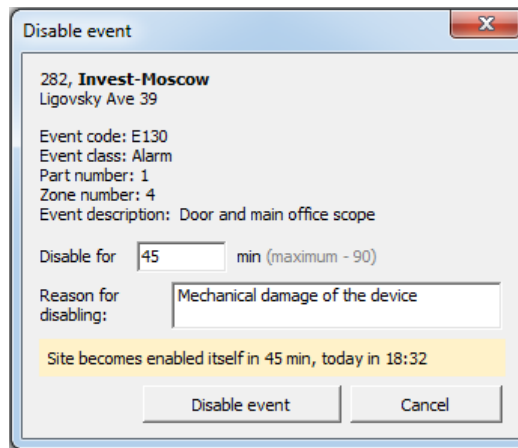 Disable event
282, Invest-Moscow
Ligovsky Ave 39
Event code: E130
Event class: Alarm
Part number: 1
Zone number: 4
Event description: Door and main office scope
Disable for 45 min (maximum - 90)
Reason for Mechanical damage of the device
disabling:
Site becomes enabled itself in 45 min, today in 18:32
Disable event Cancel